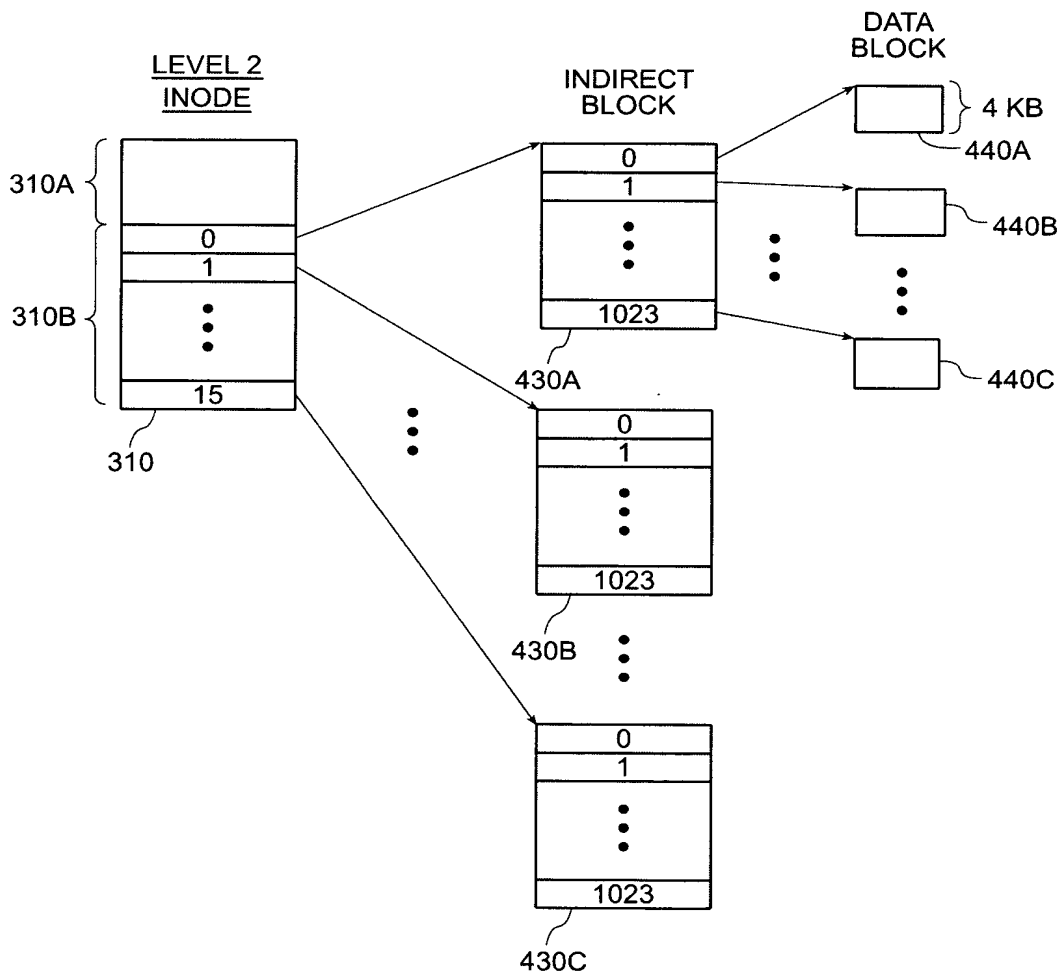 LEVEL 2
INODE
310A
310B
0
1
15
310
INDIRECT
BLOCK
0
1
1023
430A
0
1
1023
430B
0
1
1023
430C
DATA
BLOCK
4 KB
440A
440B
440C